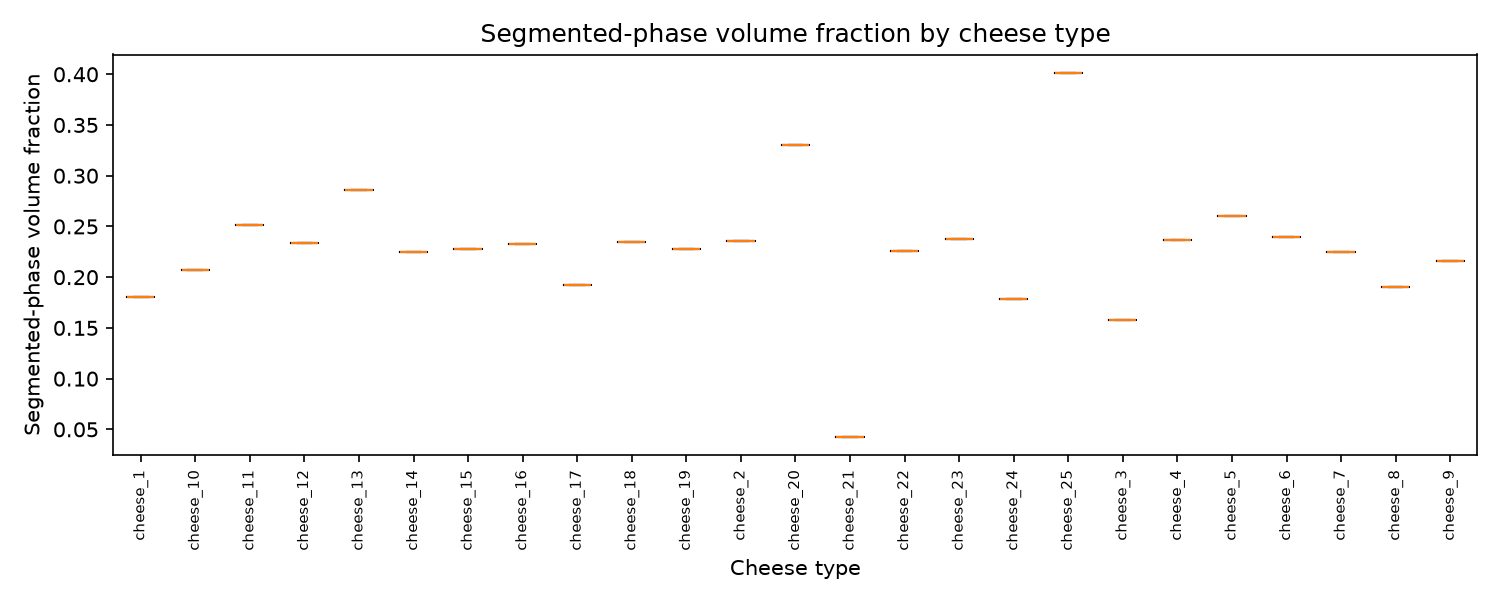 Segmented-phase volume fraction by cheese type
Segmented-phase volume fraction
0.40
0.35
0.30
0.25
0.20
0.15
0.10
0.05
cheese_1
cheese_10
cheese_11
cheese_12
cheese_13
cheese_14
cheese_15
cheese_16
cheese_17
cheese_18
cheese_19
cheese_2
cheese_20
cheese_21
cheese_22
cheese_23
cheese_24
cheese_25
cheese_3
cheese_4
cheese_5
cheese_6
cheese_7
cheese_8
cheese_9
Cheese type